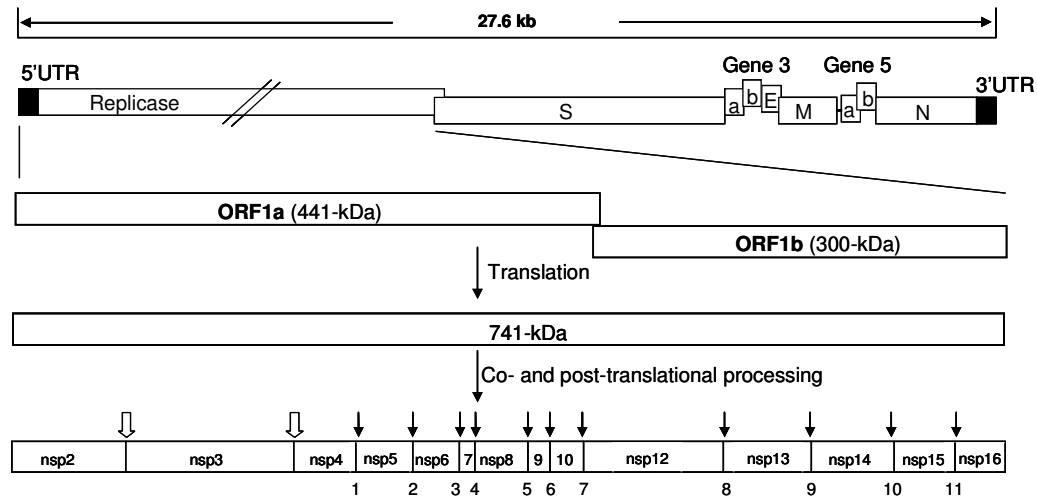 27.6 kb
Gene 3 Gene 5
5'UTR 3'UTR
Replicase S a b E M a b N
ORF1a (441-kDa)
ORF1b (300-kDa)
Translation
741-kDa
Co- and post-translational processing
nsp2 nsp3 nsp4 nsp5 nsp6 7 nsp8 9 10 nsp12 nsp13 nsp14 nsp15 nsp16
1 2 3 4 5 6 7 8 9 10 11